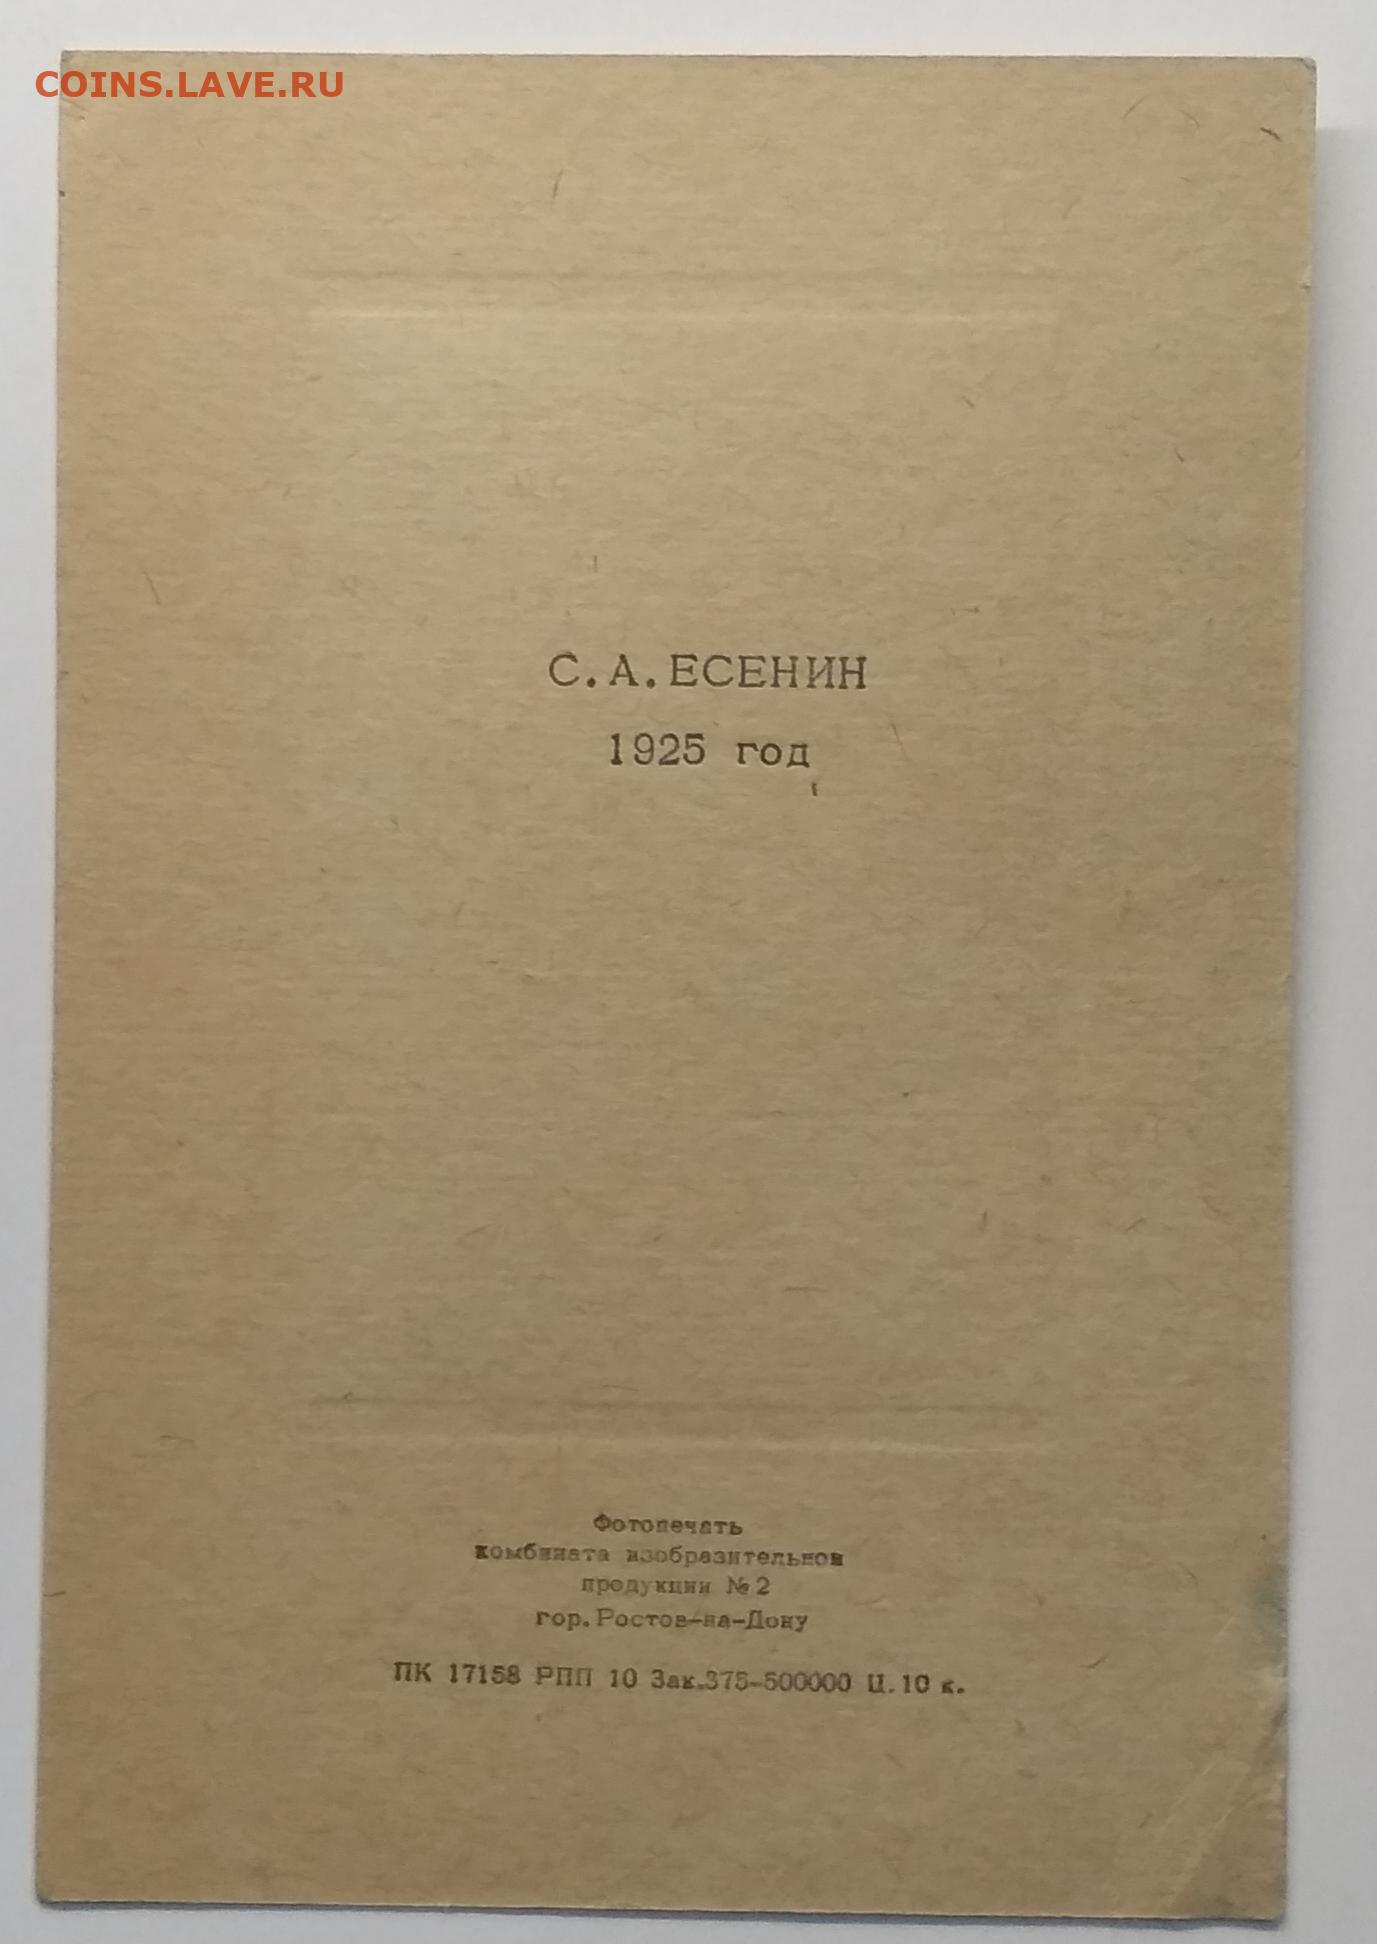 COINS.LAVE.RU
С. А. ЕСЕНИН
1925 год
Фотопечать
комбината изобразительной
продукции № 2
гор. Ростов-на-Дону
ПК 17158 РПП 10 Зак.375-500000 Ц. 10 к.